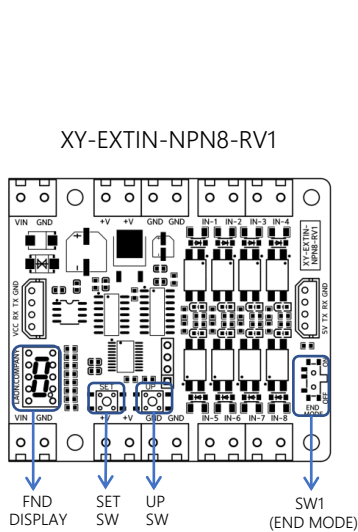 XY-EXTIN-NPN8-RV1
VIN GND
+V +V GND GND
IN-1 IN-2 IN-3 IN-4
XY-EXTIN-
NPN8-RV1
VCC RX TX GND
5V TX RX GND
LAON.COMPANY
SET
UP
ON
OFF
END
MODE
VIN GND
+V +V GND GND
IN-5 IN-6 IN-7 IN-8
FND
DISPLAY
SET
SW
UP
SW
SW1
(END MODE)